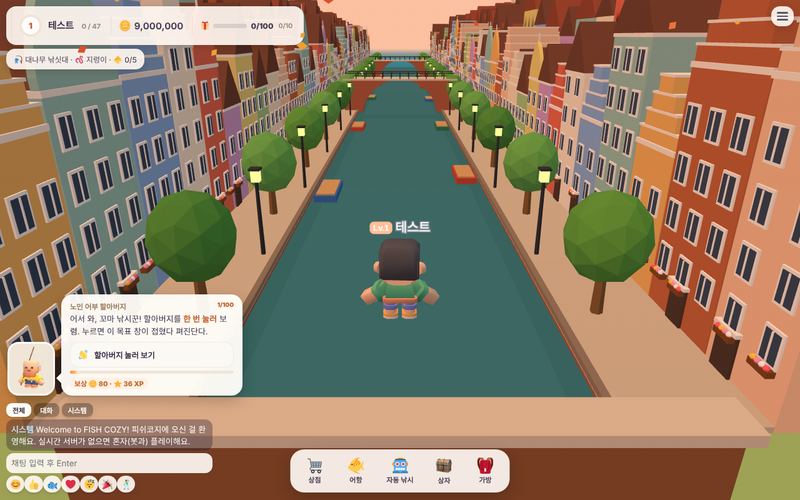 1 테스트 0 / 47 9,000,000 0/100 0/10
대나무 낚싯대 · 지렁이 · 0/5
Lv.1 테스트
노인 어부 할아버지 1/100
어서 와, 꼬마 낚시꾼! 할아버지를 한 번 눌러 보
렴. 누르면 이 목표 창이 접혔다 펴진단다.
할아버지 눌러 보기
보상 80 · 36 XP
전체 대화 시스템
시스템 Welcome to FISH COZY! 피쉬코지에 오신 걸 환
영해요. 실시간 서버가 없으면 혼자(봇과) 플레이해요.
채팅 입력 후 Enter
상점 어항 자동 낚시 상자 가방